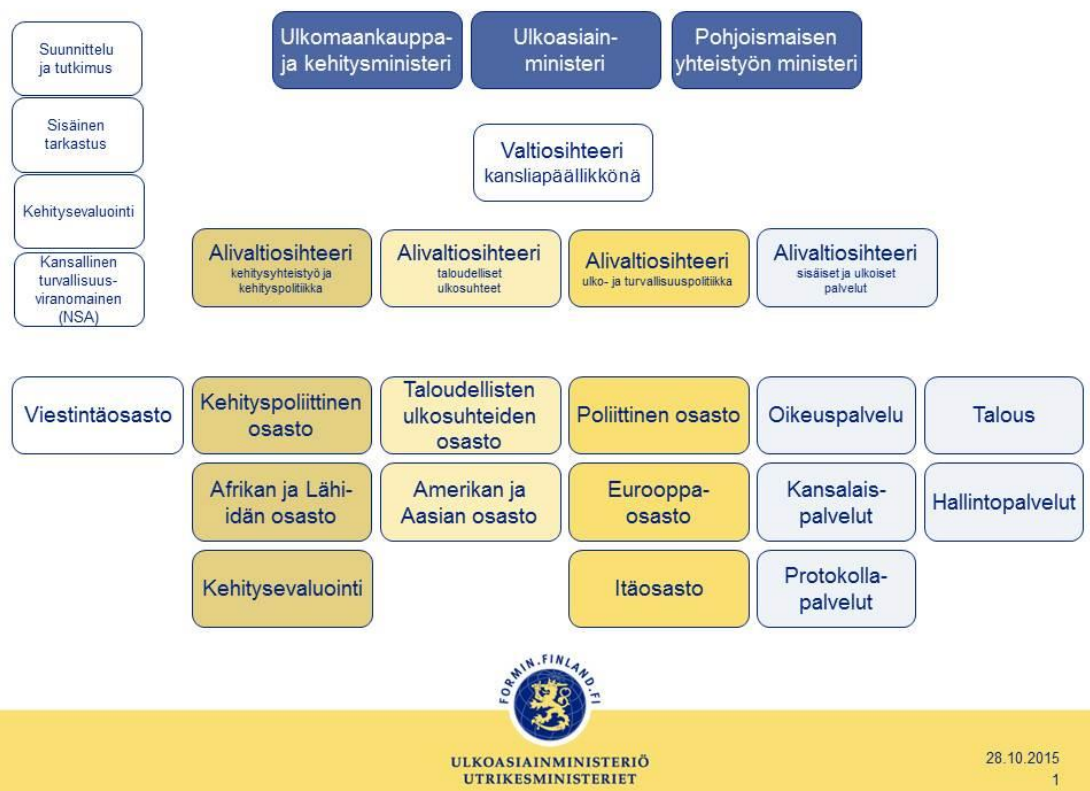 Suunnittelu
ja tutkimus
Sisäinen
tarkastus
Kehitysevaluointi
Kansallinen
turvallisuus-
viranomainen
(NSA)
Ulkomaankauppa-
ja kehitysministeri
Ulkoasiain-
ministeri
Pohjoismaisen
yhteistyön ministeri
Valtiosihteeri
kansliapäällikkönä
Alivaltiosihteeri
kehitysyhteistyö ja
kehityspolitiikka
Alivaltiosihteeri
taloudelliset
ulkosuhteet
Alivaltiosihteeri
ulko- ja turvallisuuspolitiikka
Alivaltiosihteeri
sisäiset ja ulkoiset
palvelut
Viestintäosasto
Kehityspoliittinen
osasto
Taloudellisten
ulkosuhteiden
osasto
Poliittinen osasto
Oikeuspalvelu
Talous
Afrikan ja Lähi-
idän osasto
Amerikan ja
Aasian osasto
Eurooppa-
osasto
Kansalais-
palvelut
Hallintopalvelut
Kehitysevaluointi
Itäosasto
Protokolla-
palvelut
FORMIN.FINLAND.FI
ULKOASIAINMINISTERIÖ
UTRIKESMINISTERIET
28.10.2015
1